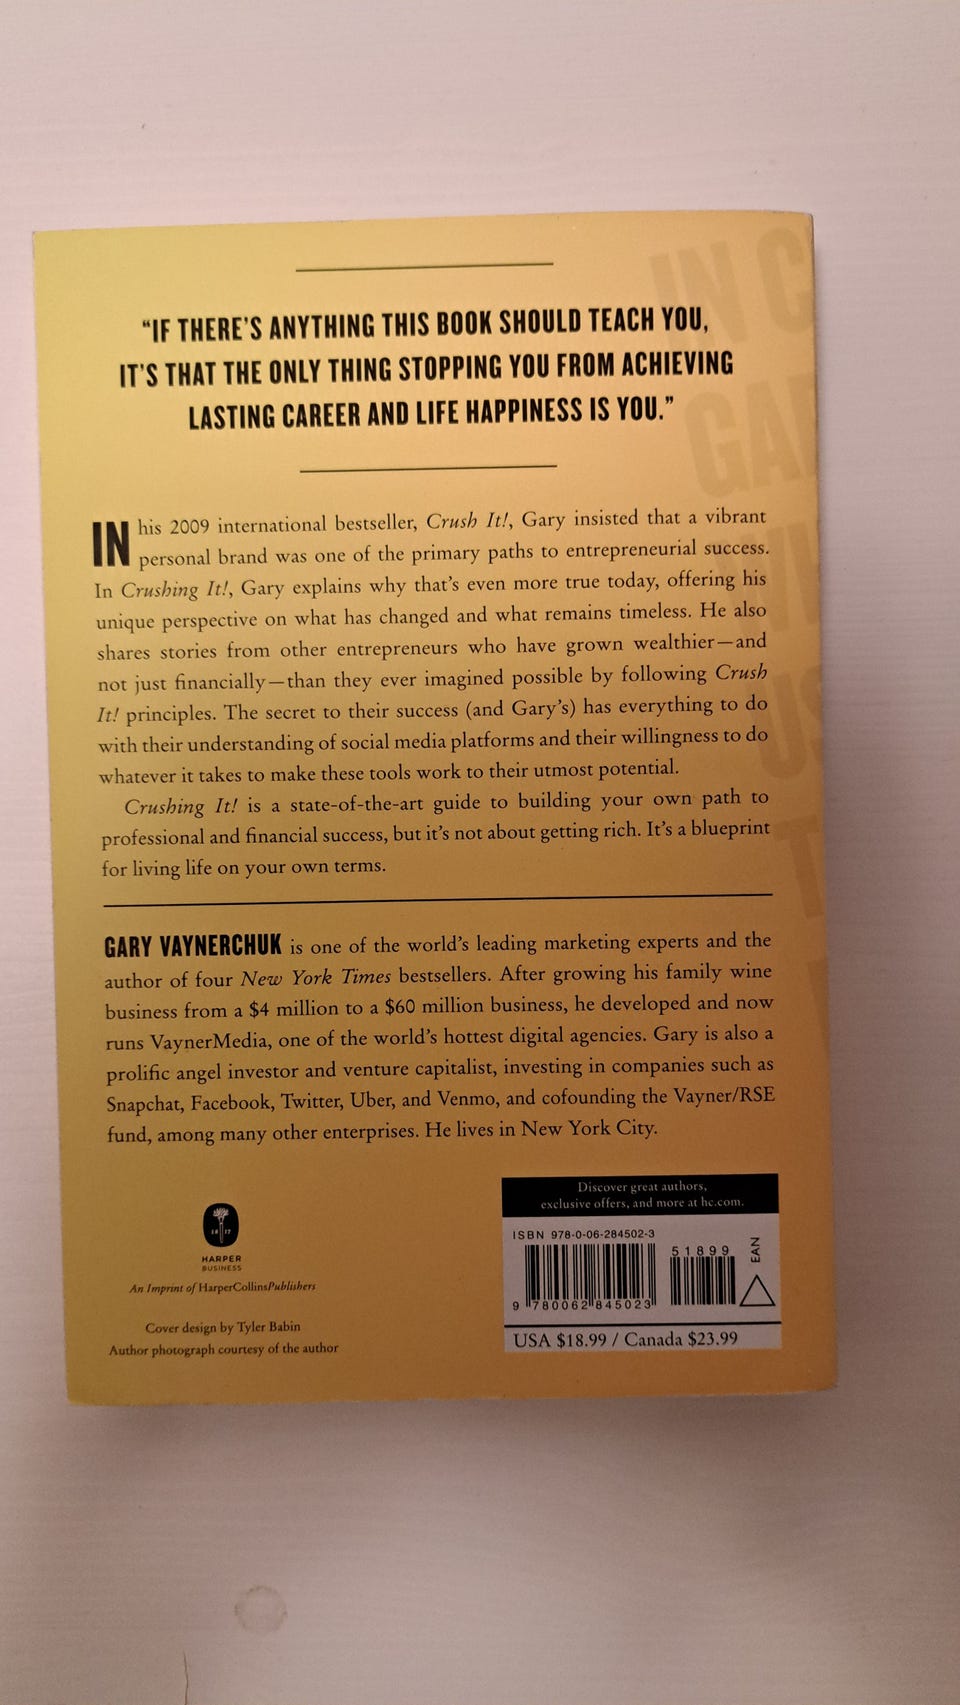 "IF THERE'S ANYTHING THIS BOOK SHOULD TEACH YOU,
IT'S THAT THE ONLY THING STOPPING YOU FROM ACHIEVING
LASTING CAREER AND LIFE HAPPINESS IS YOU."
IN his 2009 international bestseller, Crush It!, Gary insisted that a vibrant
personal brand was one of the primary paths to entrepreneurial success.
In Crushing It!, Gary explains why that's even more true today, offering his
unique perspective on what has changed and what remains timeless. He also
shares stories from other entrepreneurs who have grown wealthier—and
not just financially—than they ever imagined possible by following Crush
It! principles. The secret to their success (and Gary's) has everything to do
with their understanding of social media platforms and their willingness to do
whatever it takes to make these tools work to their utmost potential.
Crushing It! is a state-of-the-art guide to building your own path to
professional and financial success, but it's not about getting rich. It's a blueprint
for living life on your own terms.
GARY VAYNERCHUK is one of the world's leading marketing experts and the
author of four New York Times bestsellers. After growing his family wine
business from a $4 million to a $60 million business, he developed and now
runs VaynerMedia, one of the world's hottest digital agencies. Gary is also a
prolific angel investor and venture capitalist, investing in companies such as
Snapchat, Facebook, Twitter, Uber, and Venmo, and cofounding the Vayner/RSE
fund, among many other enterprises. He lives in New York City.
18 17
HARPER
BUSINESS
An Imprint of HarperCollinsPublishers
Cover design by Tyler Babin
Author photograph courtesy of the author
Discover great authors,
exclusive offers, and more at hc.com.
ISBN 978-0-06-284502-3
51899
EAN
9 780062 845023
USA $18.99 / Canada $23.99
IN C
GAR
WI
US
T